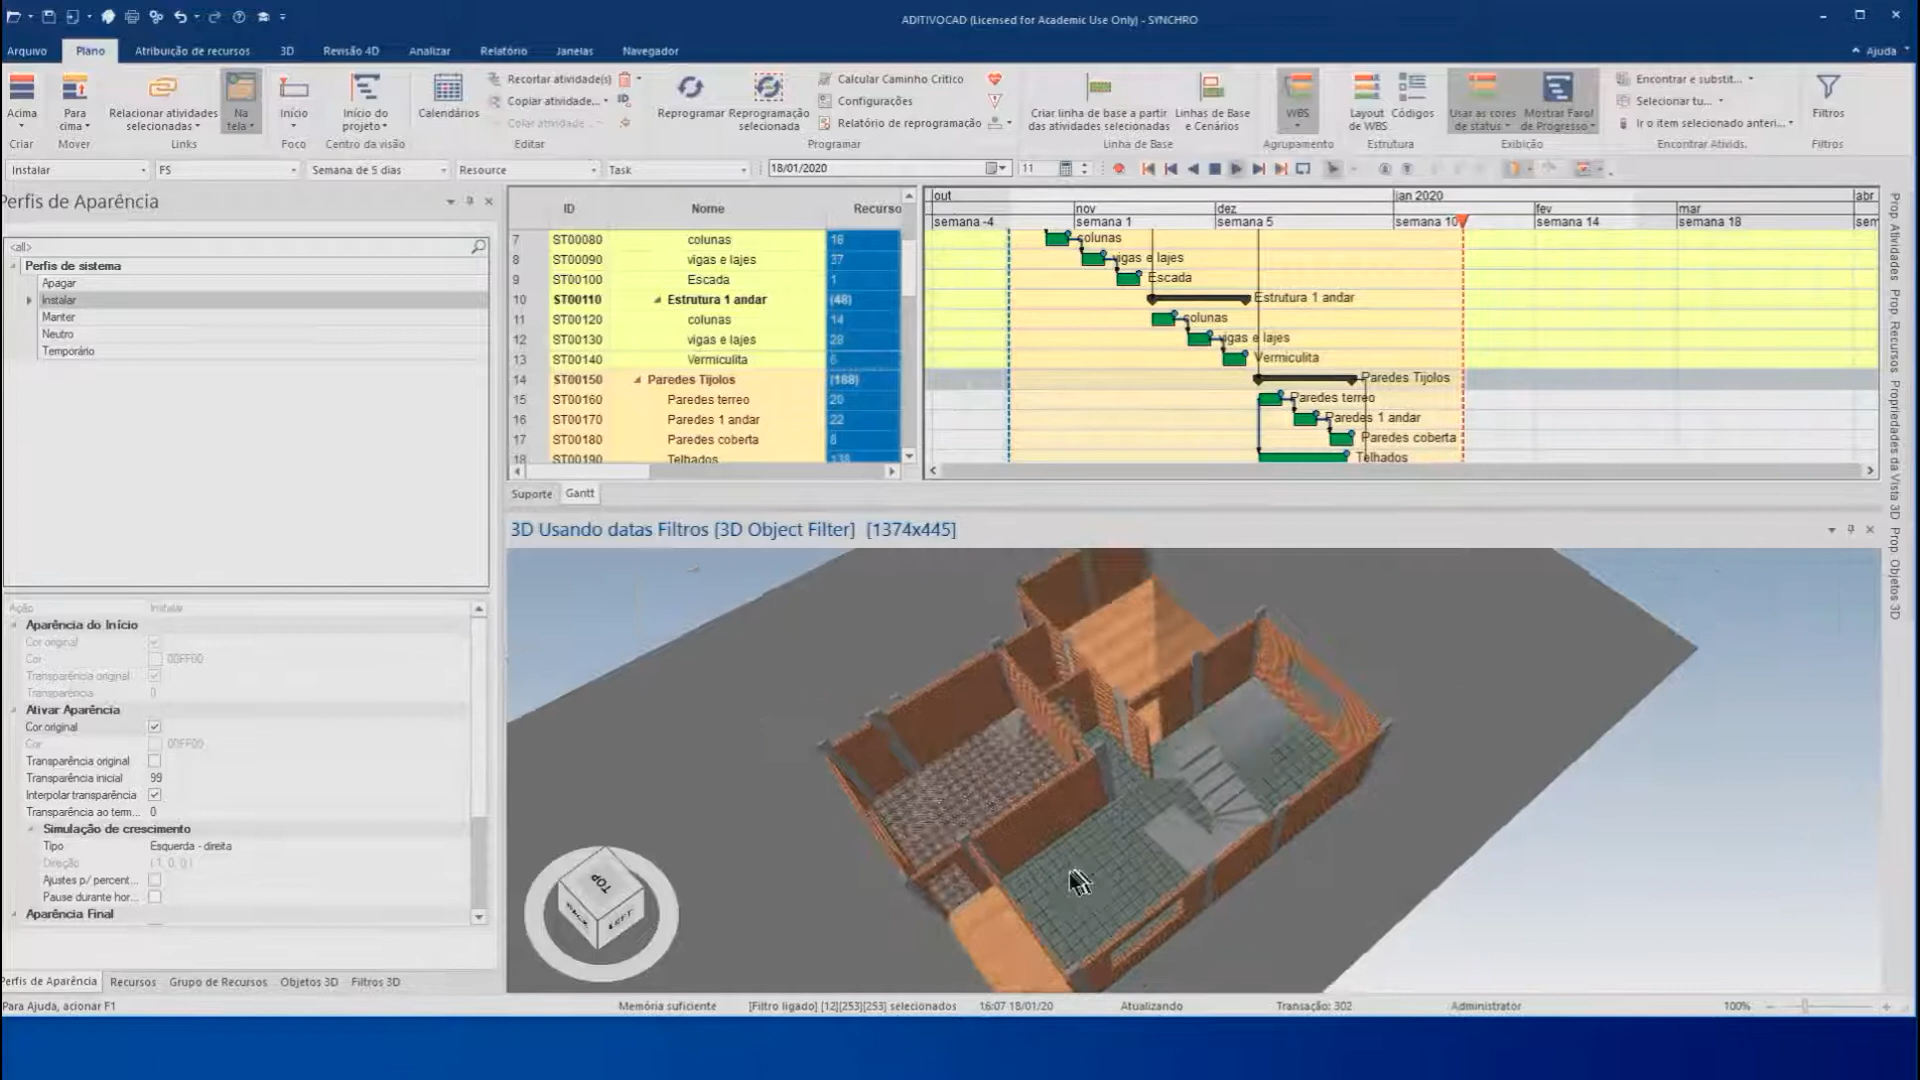 ADITIVOCAD (Licensed for Academic Use Only) - SYNCHRO
Arquivo Plano Atribuição de recursos 3D Revisão 4D Analizar Relatório Janelas Navegador Ajuda
Acima Para cima Relacionar atividades selecionadas Na tela Início Início do projeto Calendários
Recortar atividade(s)
Copiar atividade...
Colar atividade...
Reprogramar Reprogramação selecionada
Calcular Caminho Critico
Configurações
Relatório de reprogramação
Criar linha de base a partir das atividades selecionadas Linhas de Base e Cenários
WBS Layout de WBS Códigos Usar as cores de status Mostrar Farol de Progresso
Encontrar e substit...
Selecionar tu...
Ir o item selecionado anteri...
Filtros
Criar Mover Links Foco Centro da visão Editar Programar Linha de Base Agrupamento Estrutura Exibição Encontrar Ativids. Filtros
Instalar FS Semana de 5 dias Resource Task 18/01/2020 11
Perfis de Aparência
<all>
Perfis de sistema
Apagar
Instalar
Manter
Neutro
Temporário
Ação Instalar
Aparência do Início
Cor original
Cor 00FF00
Transparência original
Transparência 0
Ativar Aparência
Cor original
Cor 00FF00
Transparência original
Transparência inicial 99
Interpolar transparência
Transparência ao term... 0
Simulação de crescimento
Tipo Esquerda - direita
Direção (1, 0, 0)
Ajustes p/ percent...
Pause durante hor...
Aparência Final
Perfis de Aparência Recursos Grupo de Recursos Objetos 3D Filtros 3D
ID Nome Recurso
7 ST00080 colunas 16
8 ST00090 vigas e lajes 37
9 ST00100 Escada 1
10 ST00110 Estrutura 1 andar (48)
11 ST00120 colunas 14
12 ST00130 vigas e lajes 28
13 ST00140 Vermiculita 6
14 ST00150 Paredes Tijolos (188)
15 ST00160 Paredes terreo 20
16 ST00170 Paredes 1 andar 22
17 ST00180 Paredes coberta 8
18 ST00190 Telhados 138
out nov dez jan 2020 fev mar abr
semana -4 semana 1 semana 5 semana 10 semana 14 semana 18 sem
colunas
vigas e lajes
Escada
Estrutura 1 andar
colunas
vigas e lajes
Vermiculita
Paredes Tijolos
Paredes terreo
Paredes 1 andar
Paredes coberta
Telhados
Suporte Gantt
3D Usando datas Filtros [3D Object Filter] [1374x445]
TOP
BACK
LEFT
Prop. Atividades
Prop. Recursos
Propriedades da Vista 3D
Prop. Objetos 3D
Para Ajuda, acionar F1 Memória suficiente [Filtro ligado] [12][253][253] selecionados 16:07 18/01/20 Atualizando Transação: 302 Administrator 100%